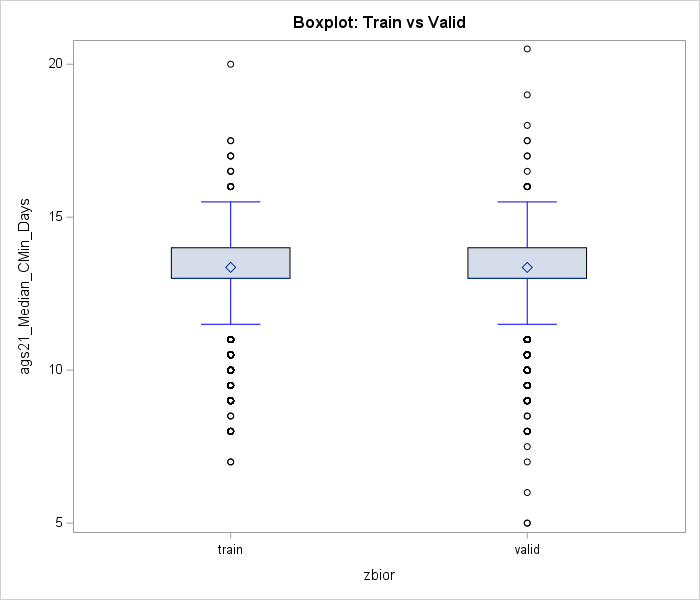 Boxplot: Train vs Valid
20
15
10
5
ags21_Median_CMin_Days
train
valid
zbior